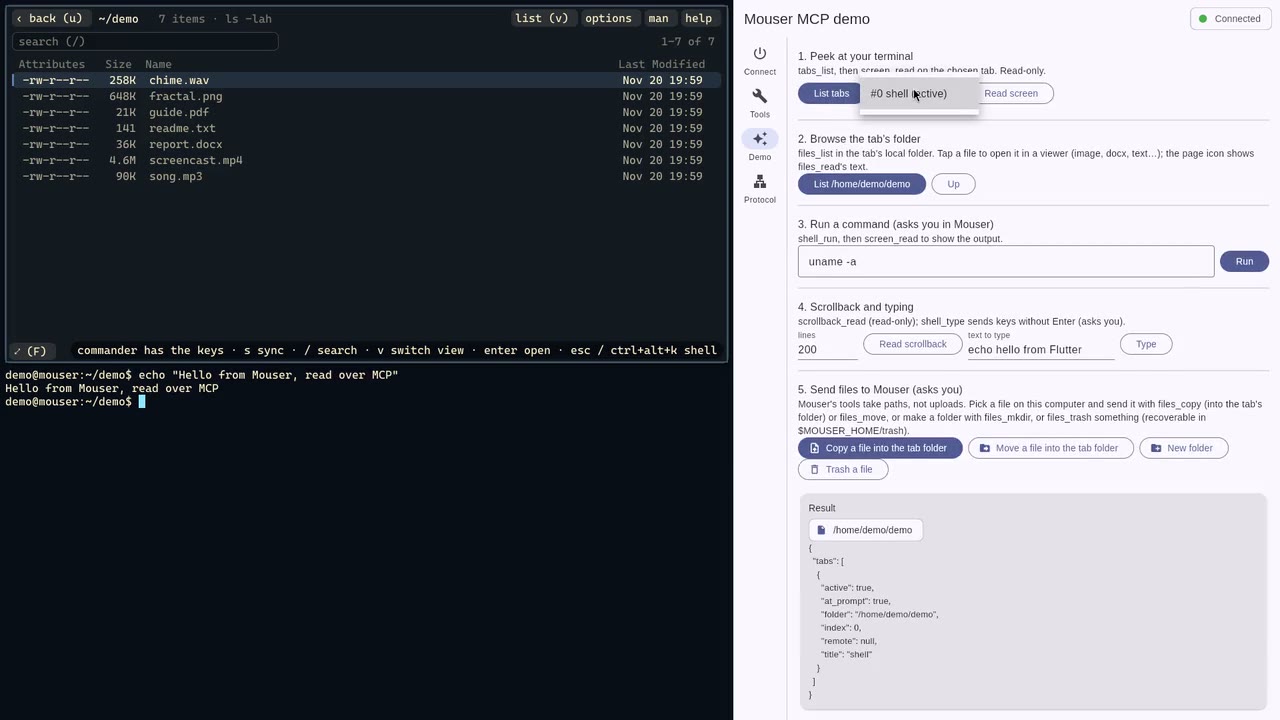 ‹ back (u) ~/demo 7 items · ls -lah list (v) options man help
search (/) 1-7 of 7
Attributes Size Name Last Modified
-rw-r--r-- 258K chime.wav Nov 20 19:59
-rw-r--r-- 648K fractal.png Nov 20 19:59
-rw-r--r-- 21K guide.pdf Nov 20 19:59
-rw-r--r-- 141 readme.txt Nov 20 19:59
-rw-r--r-- 36K report.docx Nov 20 19:59
-rw-r--r-- 4.6M screencast.mp4 Nov 20 19:59
-rw-r--r-- 90K song.mp3 Nov 20 19:59
⤢ (F) commander has the keys · s sync · / search · v switch view · enter open · esc / ctrl+alt+k shell
demo@mouser:~/demo$ echo "Hello from Mouser, read over MCP"
Hello from Mouser, read over MCP
demo@mouser:~/demo$
Mouser MCP demo
Connected
Connect
Tools
Demo
Protocol
1. Peek at your terminal
tabs_list, then screen_read on the chosen tab. Read-only.
List tabs #0 shell (active) Read screen
2. Browse the tab's folder
files_list in the tab's local folder. Tap a file to open it in a viewer (image, docx, text…); the page icon shows
files_read's text.
List /home/demo/demo Up
3. Run a command (asks you in Mouser)
shell_run, then screen_read to show the output.
uname -a Run
4. Scrollback and typing
scrollback_read (read-only); shell_type sends keys without Enter (asks you).
lines text to type
200 Read scrollback echo hello from Flutter Type
5. Send files to Mouser (asks you)
Mouser's tools take paths, not uploads. Pick a file on this computer and send it with files_copy (into the tab's
folder) or files_move, or make a folder with files_mkdir, or files_trash something (recoverable in
$MOUSER_HOME/trash).
Copy a file into the tab folder Move a file into the tab folder New folder
Trash a file
Result
/home/demo/demo
{
"tabs": [
{
"active": true,
"at_prompt": true,
"folder": "/home/demo/demo",
"index": 0,
"remote": null,
"title": "shell"
}
]
}